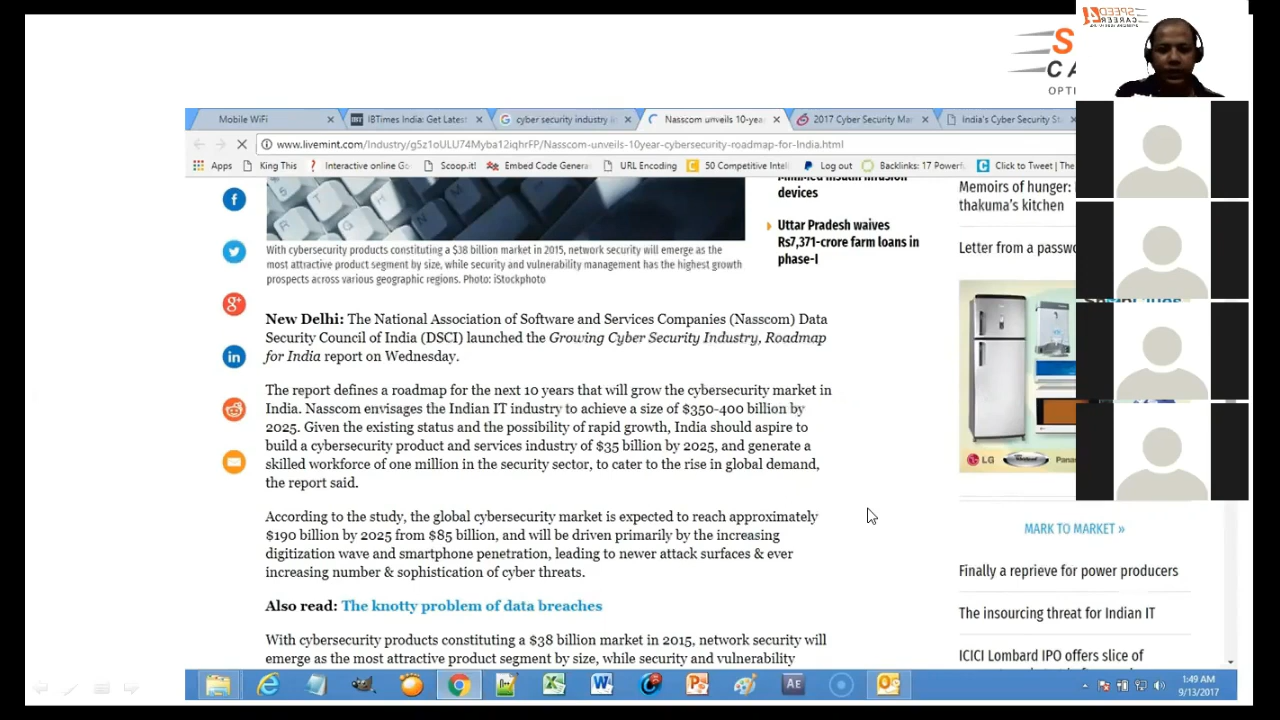 SPEED
CAREER
S
CA
OPTI
Mobile WiFi
IBTimes India: Get Latest
cyber security industry in
Nasscom unveils 10-year
2017 Cyber Security Ma
India's Cyber Security St
www.livemint.com/Industry/g5z1oULU74Myba12iqhrFP/Nasscom-unveils-10year-cybersecurity-roadmap-for-India.html
Apps
King This
Interactive online Go
Scoop.it!
Embed Code Genera
URL Encoding
50 Competitive Intel
Log out
Backlinks: 17 Powerf
Click to Tweet | The
devices
Uttar Pradesh waives
Rs7,371-crore farm loans in
phase-I
Memoirs of hunger:
thakuma's kitchen
Letter from a passwo
With cybersecurity products constituting a $38 billion market in 2015, network security will emerge as the
most attractive product segment by size, while security and vulnerability management has the highest growth
prospects across various geographic regions. Photo: iStockphoto
New Delhi: The National Association of Software and Services Companies (Nasscom) Data
Security Council of India (DSCI) launched the Growing Cyber Security Industry, Roadmap
for India report on Wednesday.
The report defines a roadmap for the next 10 years that will grow the cybersecurity market in
India. Nasscom envisages the Indian IT industry to achieve a size of $350-400 billion by
2025. Given the existing status and the possibility of rapid growth, India should aspire to
build a cybersecurity product and services industry of $35 billion by 2025, and generate a
skilled workforce of one million in the security sector, to cater to the rise in global demand,
the report said.
According to the study, the global cybersecurity market is expected to reach approximately
$190 billion by 2025 from $85 billion, and will be driven primarily by the increasing
digitization wave and smartphone penetration, leading to newer attack surfaces & ever
increasing number & sophistication of cyber threats.
Also read: The knotty problem of data breaches
With cybersecurity products constituting a $38 billion market in 2015, network security will
emerge as the most attractive product segment by size, while security and vulnerability
LG
Pana
MARK TO MARKET »
Finally a reprieve for power producers
The insourcing threat for Indian IT
ICICI Lombard IPO offers slice of
1:49 AM
9/13/2017